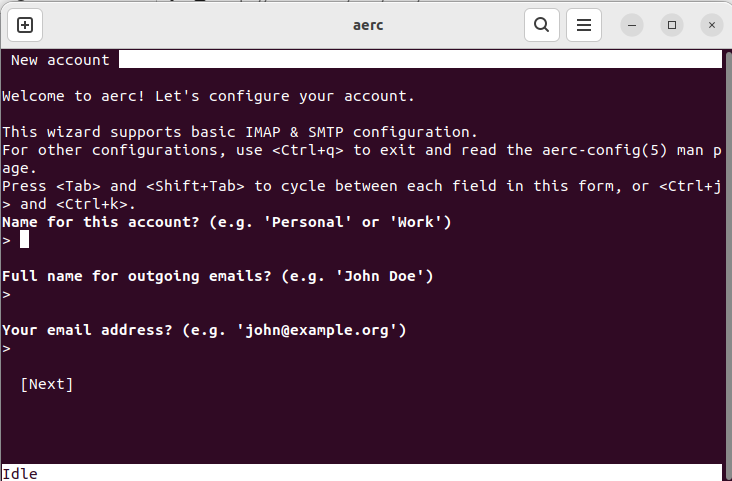 aerc
New account
Welcome to aerc! Let's configure your account.
This wizard supports basic IMAP & SMTP configuration.
For other configurations, use <Ctrl+q> to exit and read the aerc-config(5) man p
age.
Press <Tab> and <Shift+Tab> to cycle between each field in this form, or <Ctrl+j
> and <Ctrl+k>.
Name for this account? (e.g. 'Personal' or 'Work')
>
Full name for outgoing emails? (e.g. 'John Doe')
>
Your email address? (e.g. 'john@example.org')
>
[Next]
Idle